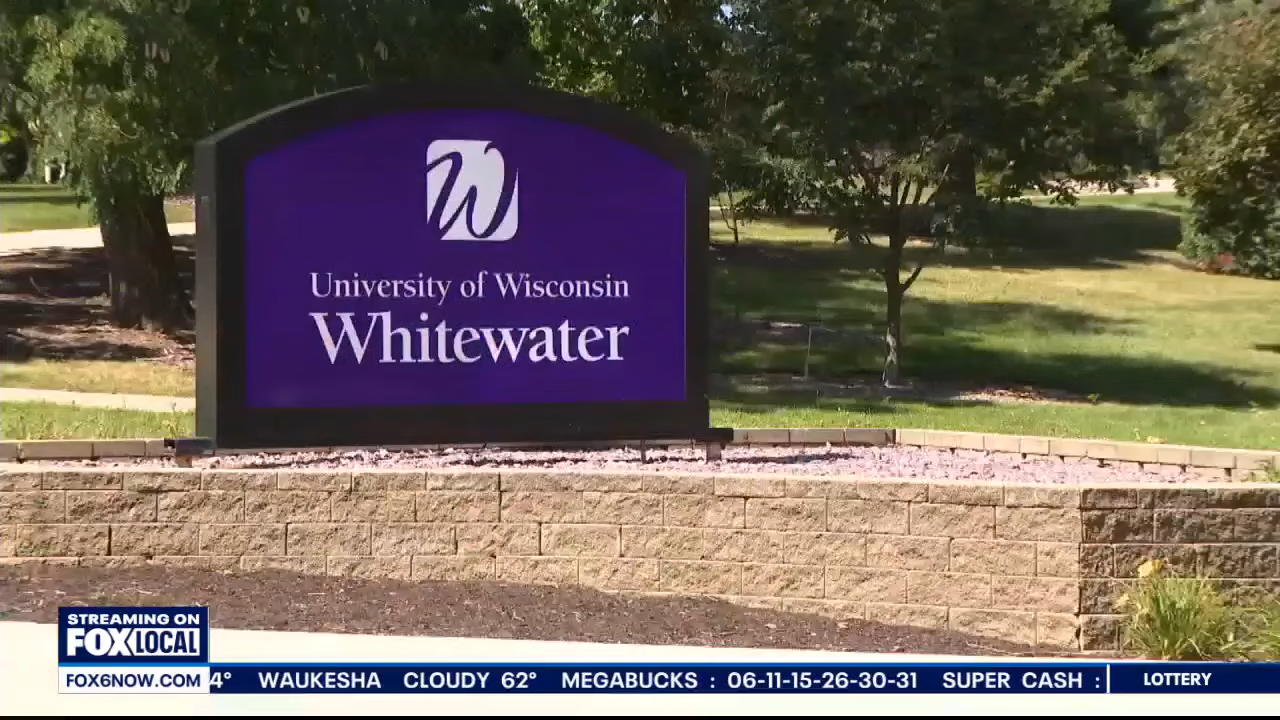 W
University of Wisconsin
Whitewater
STREAMING ON
FOX LOCAL
FOX6NOW.COM
4° WAUKESHA CLOUDY 62° MEGABUCKS : 06-11-15-26-30-31 SUPER CASH :
LOTTERY